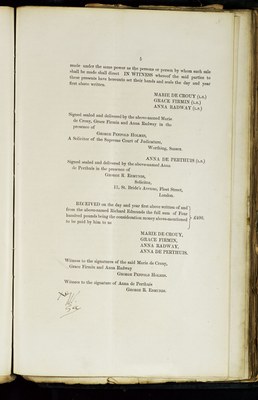 5
made under the same power as the persons or person by whom such sale
shall be made shall direct. IN WITNESS whereof the said parties to
these presents have hereunto set their hands and seals the day and year
first above written.
MARIE DE CROUY (L.S.)
GRACE FIRMIN (L.S.)
ANNA RADWAY (L.S.)
Signed sealed and delivered by the above-named Marie
de Crouy, Grace Firmin and Anna Radway in the
presence of
GEORGE PIPPOLD HOLMES,
A Solicitor of the Supreme Court of Judicature,
Worthing, Sussex
ANNA DE PERTHUIS (L.S.)
Signed sealed and delivered by the above-named Anna
de Perthuis in the presence of
GEORGE R. EDMUNDS,
Solicitor,
11, St. Bride's Avenue, Fleet Street,
London.
RECEIVED on the day and year first above written of and
from the above-named Richard Edmunds the full sum of Four
hundred pounds being the consideration money above-mentioned
to be paid by him to us
£400.
MARIE DE CROUY,
GRACE FIRMIN,
ANNA RADWAY,
ANNA DE PERTHUIS.
Witness to the signatures of the said Marie de Crouy,
Grace Firmin and Anna Radway
GEORGE PIPPOLD HOLMES.
Witness to the signature of Anna de Perthuis
GEORGE R. EDMUNDS.